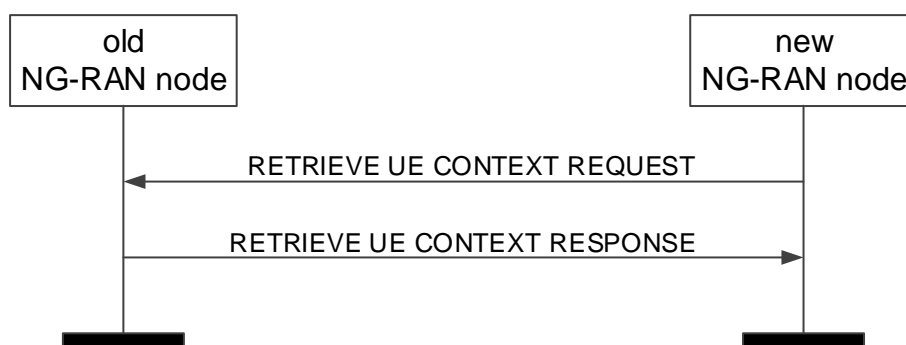 old
NG-RAN node
new
NG-RAN node
RETRIEVE UE CONTEXT REQUEST
RETRIEVE UE CONTEXT RESPONSE